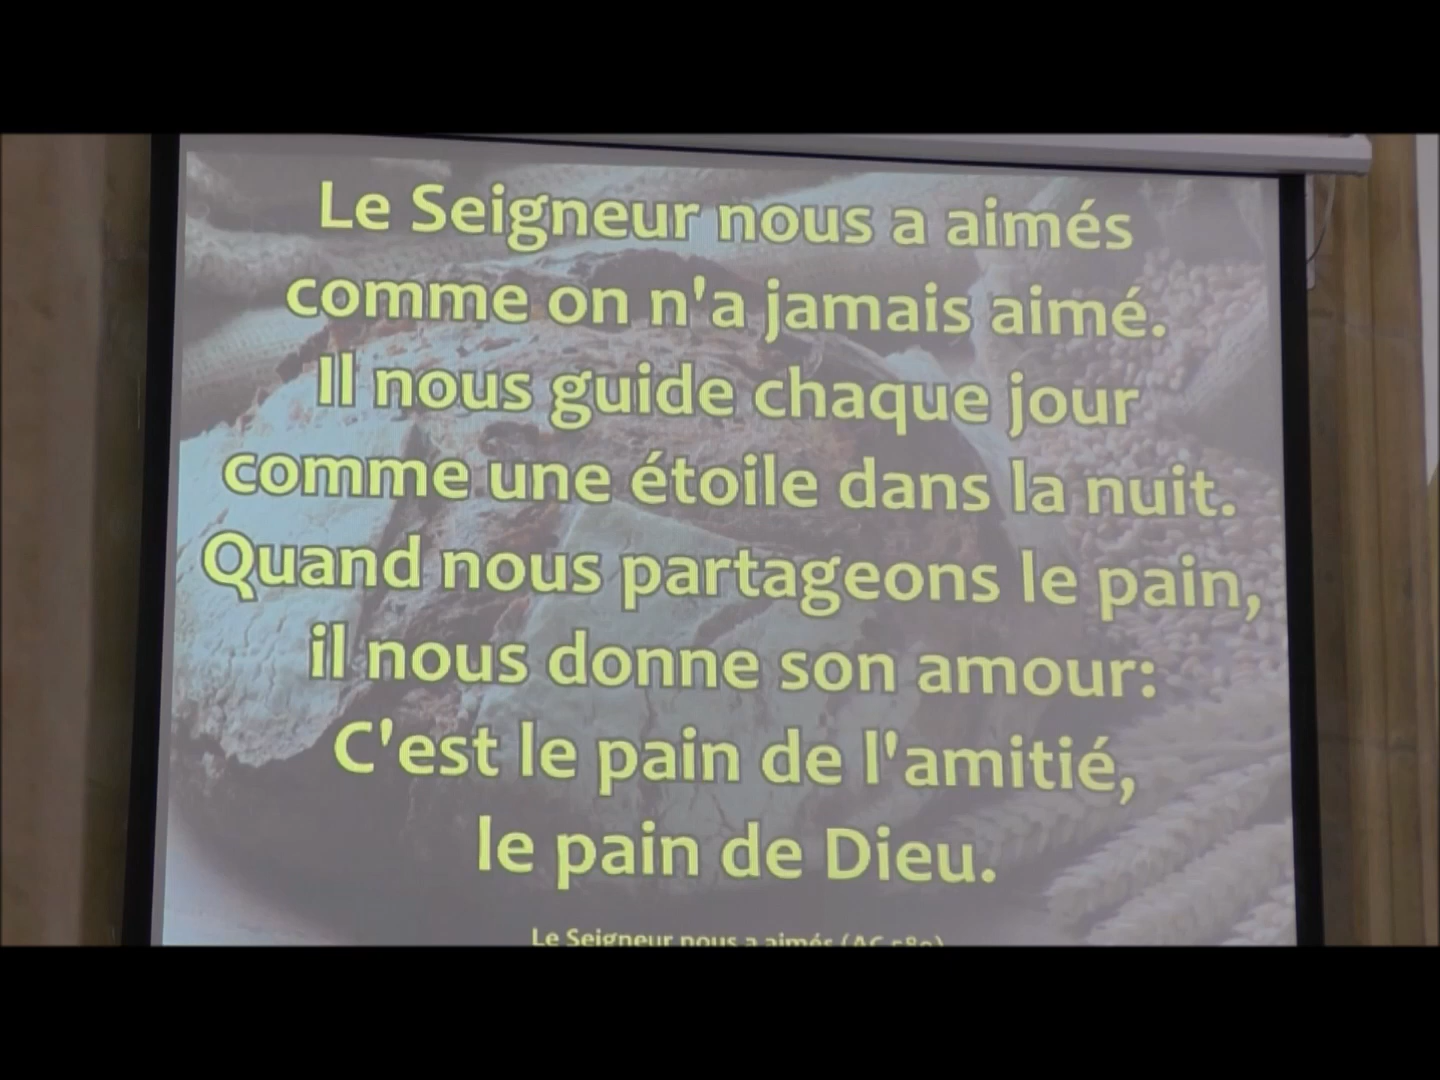 Le Seigneur nous a aimés
comme on n'a jamais aimé.
Il nous guide chaque jour
comme une étoile dans la nuit.
Quand nous partageons le pain,
il nous donne son amour:
C'est le pain de l'amitié,
le pain de Dieu.
Le Seigneur nous a aimés